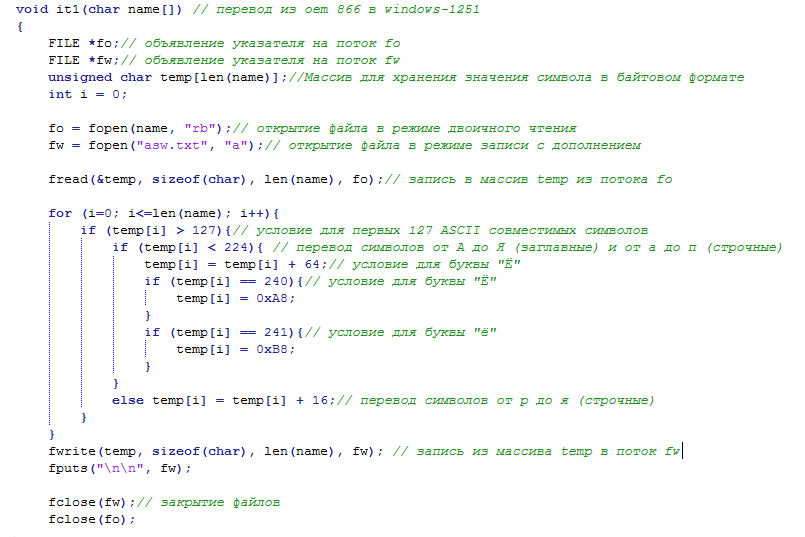 void it1(char name[]) // перевод из oem 866 в windows-1251
{
FILE *fo;// объявление указателя на поток fo
FILE *fw;// объявление указателя на поток fw
unsigned char temp[len(name)];//Массив для хранения значения символа в байтовом формате
int i = 0;
fo = fopen(name, "rb");// открытие файла в режиме двоичного чтения
fw = fopen("asw.txt", "a");// открытие файла в режиме записи с дополнением
fread(&temp, sizeof(char), len(name), fo);// запись в массив temp из потока fo
for (i=0; i<=len(name); i++){
if (temp[i] > 127){// условие для первых 127 ASCII совместимых символов
if (temp[i] < 224){ // перевод символов от А до Я (заглавные) и от а до п (строчные)
temp[i] = temp[i] + 64;// условие для буквы "Ё"
if (temp[i] == 240){// условие для буквы "Ё"
temp[i] = 0xA8;
}
if (temp[i] == 241){// условие для буквы "ё"
temp[i] = 0xB8;
}
}
else temp[i] = temp[i] + 16;// перевод символов от р до я (строчные)
}
}
fwrite(temp, sizeof(char), len(name), fw); // запись из массива temp в поток fw
fputs("\n\n", fw);
fclose(fw);// закрытие файлов
fclose(fo);